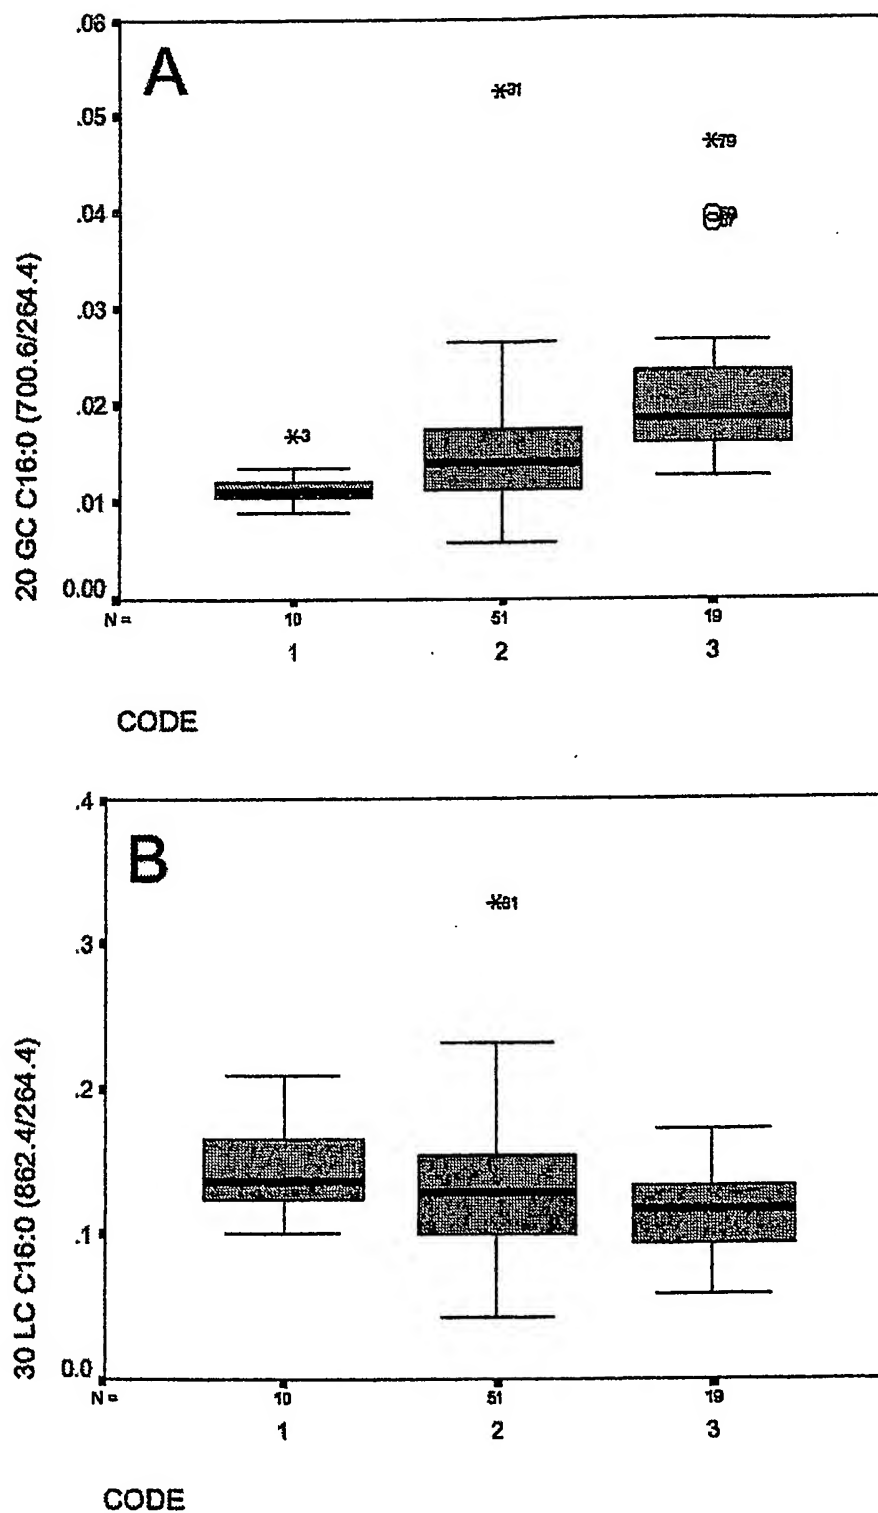 A
.06
.05
.04
.03
.02
.01
0.00
20 GC C16:0 (700.6/264.4)
31
79
3
N = 10 51 19
1 2 3
CODE
B
.4
.3
.2
.1
0.0
30 LC C16:0 (862.4/264.4)
N = 10 51 19
1 2 3
CODE